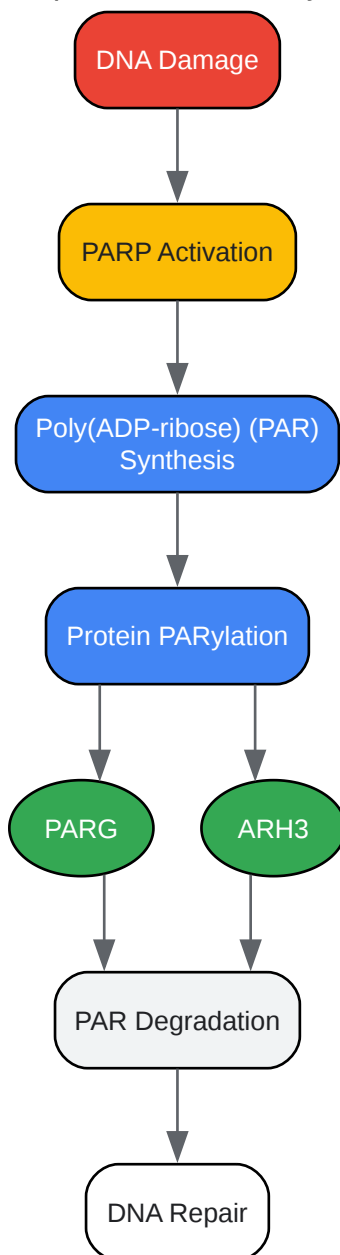 DNA Damage
PARP Activation
Poly(ADP-ribose) (PAR)
Synthesis
Protein PARylation
PARG
ARH3
PAR Degradation
DNA Repair